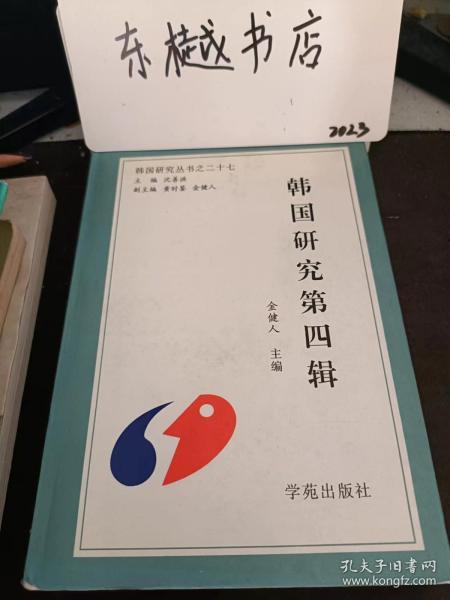 东樾书店
2023
韩国研究丛书之二十七
主编 沈善洪
副主编 黄时鉴 金健人
韩国研究第四辑
金健人 主编
学苑出版社
孔夫子旧书网
www.kongfz.com